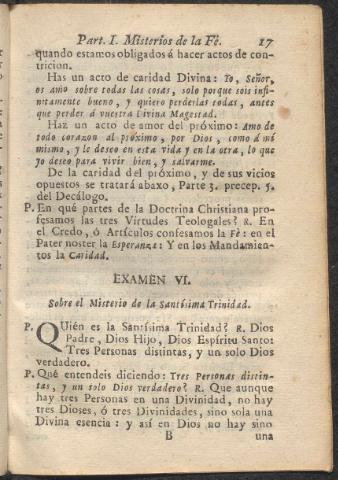 Part. I. Misterios de la Fè. 17
quando estamos obligados á hacer actos de con-
tricion.
Has un acto de caridad Divina: Yo, Señor,
os amo sobre todas las cosas, solo porque sois infi-
nitamente bueno, y quiero perderlas todas, antes
que perder á vuestra Divina Magestad.
Haz un acto de amor del próximo: Amo de
todo corazon al próximo, por Dios, como á mi
mismo, y le deseo en esta vida y en la otra, lo que
yo deseo para vivir bien, y salvarme.
De la caridad del próximo, y de sus vicios
opuestos se tratará abaxo, Parte 3. precep. 5.
del Decálogo.
P. En qué partes de la Doctrina Christiana pro-
fesamos las tres Virtudes Teologales? R. En
el Credo, ó Artículos confesamos la Fè: en el
Pater noster la Esperanza: Y en los Mandamien-
tos la Caridad.
EXAMEN VI.
Sobre el Misterio de la Santísima Trinidad.
P. QUién es la Santísima Trinidad? R. Dios
Padre, Dios Hijo, Dios Espíritu Santo:
Tres Personas distintas, y un solo Dios
verdadero.
P. Qué entendeis diciendo: Tres Personas distin-
tas, y un solo Dios verdadero? R. Que aunque
hay tres Personas en una Divinidad, no hay
tres Dioses, ó tres Divinidades, sino sola una
Divina esencia: y así en Dios no hay sino
B una